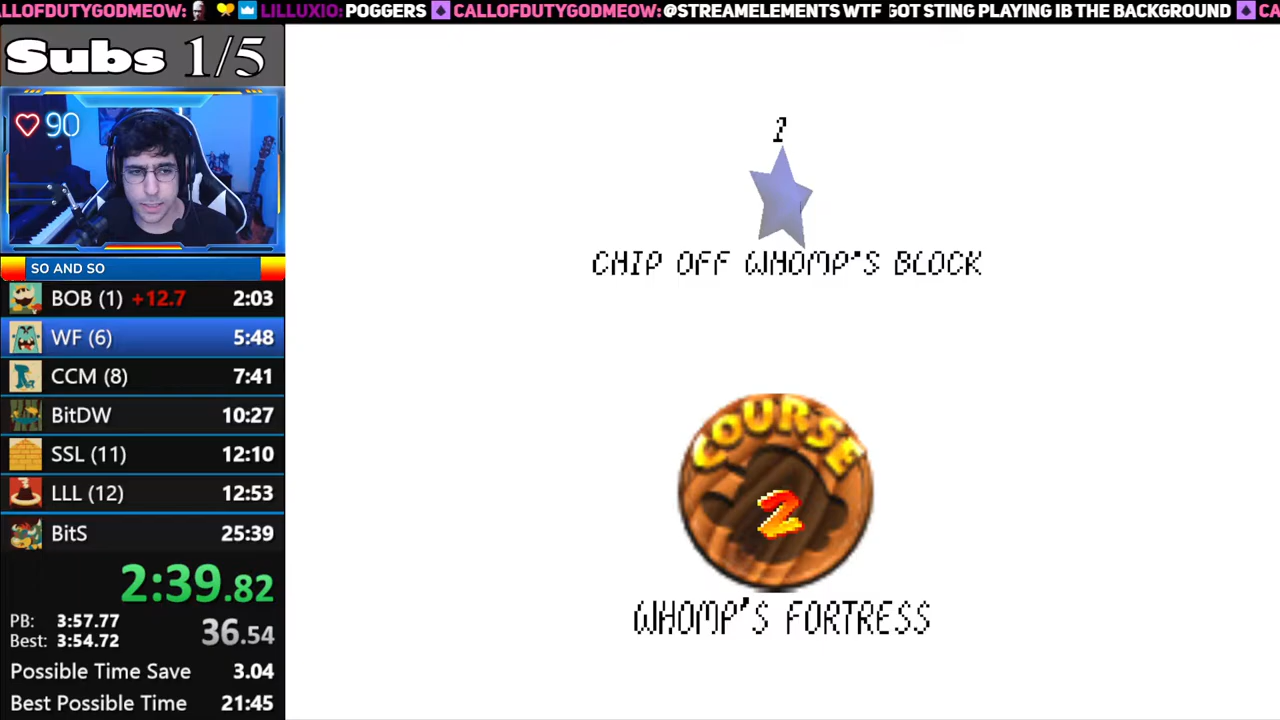 CALLOFDUTYGODMEOW: LILLUXIO: POGGERS CALLOFDUTYGODMEOW: @STREAMELEMENTS WTF GOT STING PLAYING IB THE BACKGROUND CA
Subs 1/5
90
SO AND SO
BOB (1) +12.7 2:03
WF (6) 5:48
CCM (8) 7:41
BitDW 10:27
SSL (11) 12:10
LLL (12) 12:53
BitS 25:39
2:39.82
PB: 3:57.77
Best: 3:54.72
36.54
Possible Time Save 3.04
Best Possible Time 21:45
CHIP OFF WHOMP'S BLOCK
COURSE
2
WHOMP'S FORTRESS